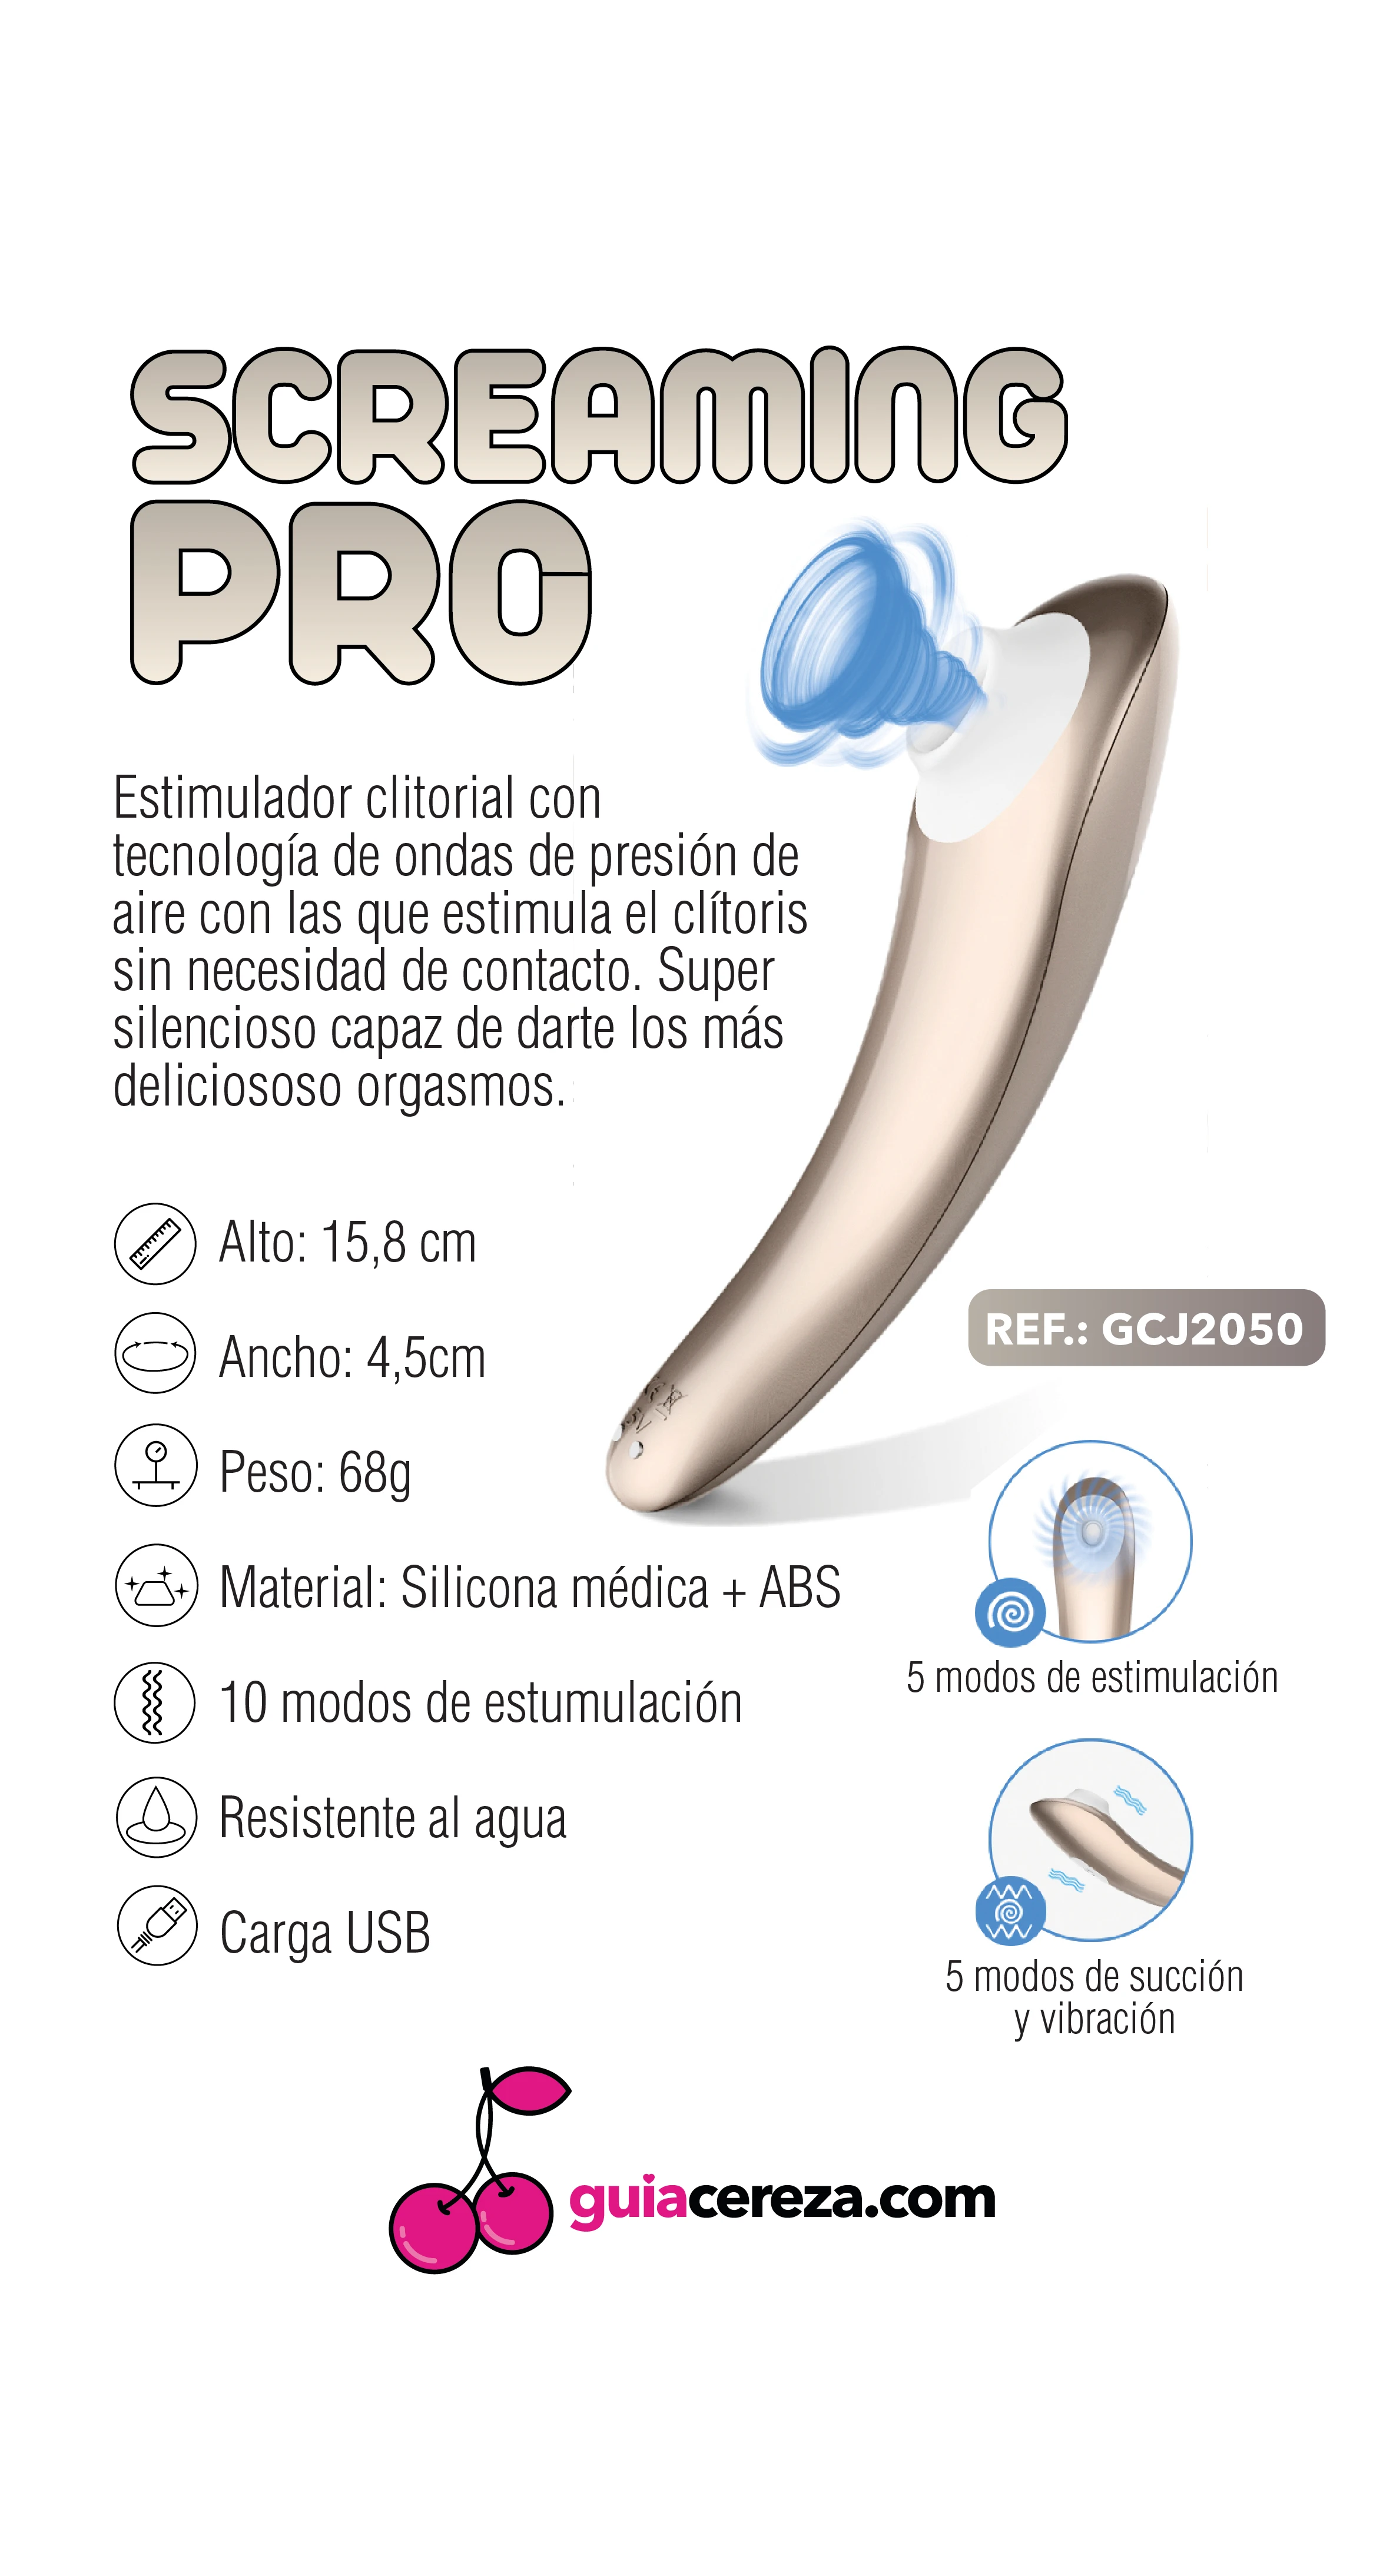 SCREAMING
PRO
Estimulador clitorial con
tecnología de ondas de presión de
aire con las que estimula el clítoris
sin necesidad de contacto. Super
silencioso capaz de darte los más
deliciososo orgasmos.
Alto: 15,8 cm
Ancho: 4,5cm
Peso: 68g
Material: Silicona médica + ABS
10 modos de estumulación
Resistente al agua
Carga USB
REF.: GCJ2050
5 modos de estimulación
5 modos de succión
y vibración
guiacereza.com